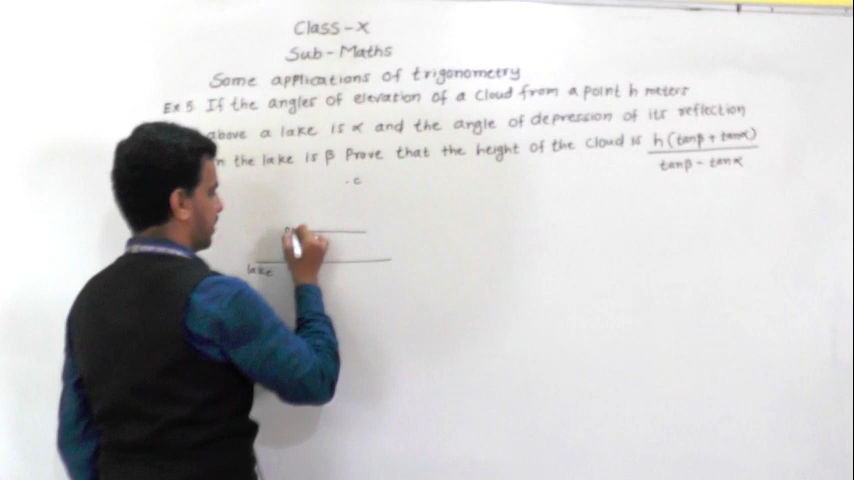 Class-X
Sub-Maths
Some applications of trigonometry
Ex 5. If the angles of elevation of a Cloud from a point h meters
above a lake is α and the angle of depression of its reflection
the lake is β Prove that the height of the cloud is h(tanβ + tanα)
tanβ - tanα
.c
lake